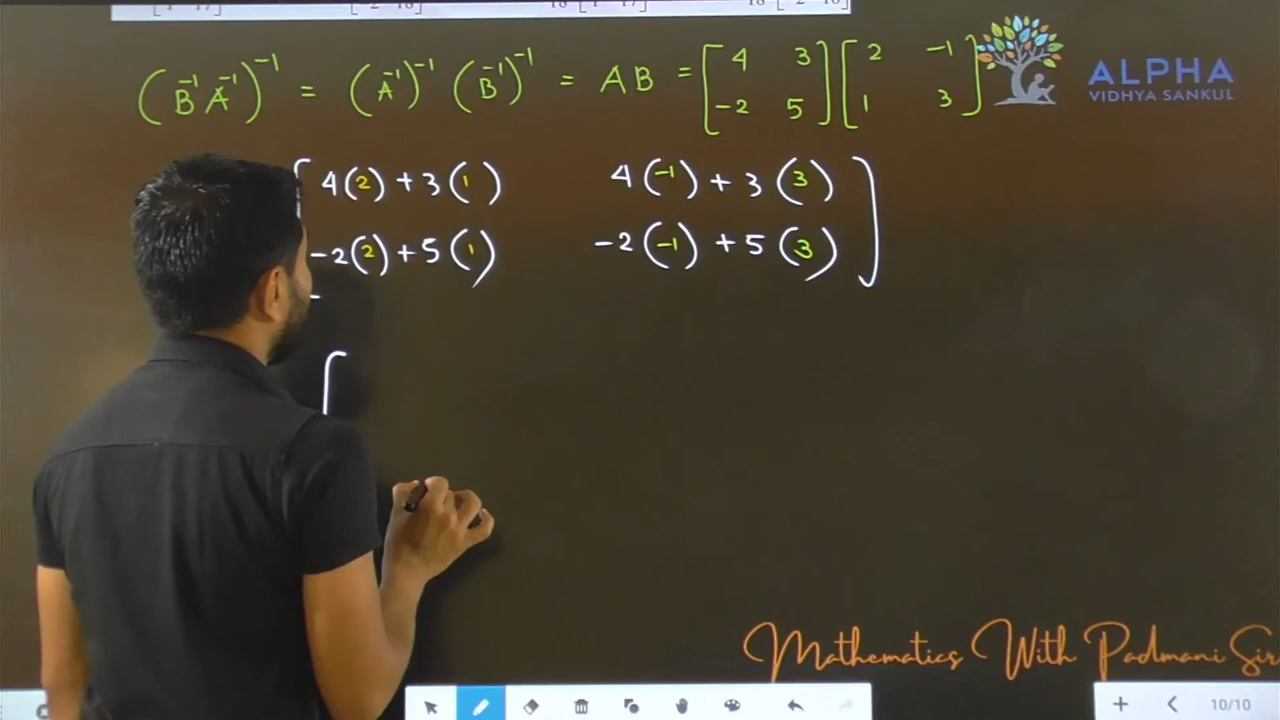 (B⁻¹ A⁻¹)⁻¹ = (A⁻¹)⁻¹ (B⁻¹)⁻¹ = AB = [4 3 -2 5] [2 -1 1 3]
ALPHA
VIDHYA SANKUL
[4(2)+3(1) 4(-1)+3(3)
-2(2)+5(1) -2(-1)+5(3)]
[
Mathematics With Padmani Sir
10/10